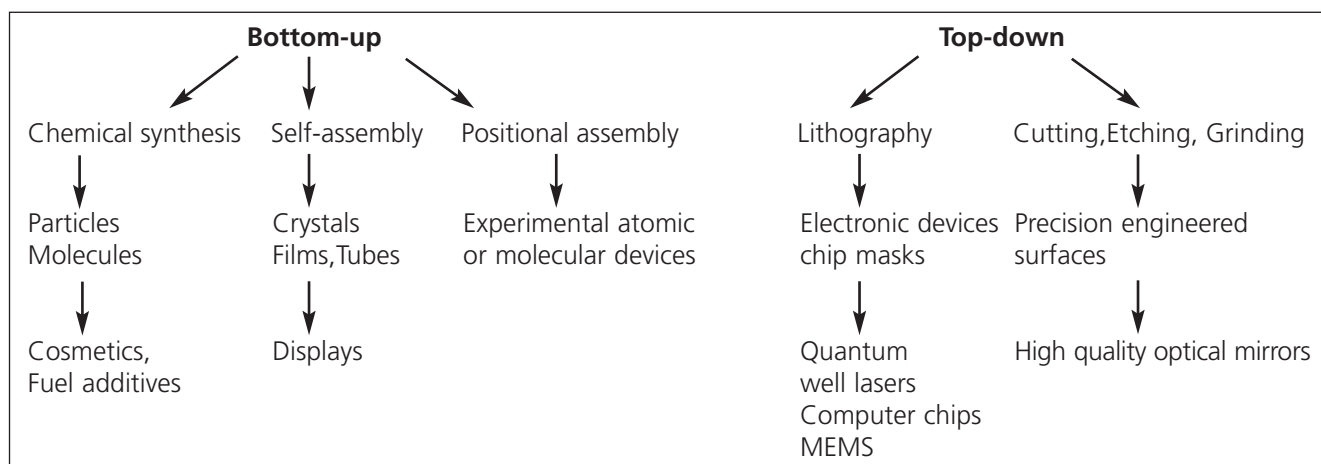 Bottom-up
Top-down
Chemical synthesis
Self-assembly
Positional assembly
Lithography
Cutting,Etching, Grinding
Particles
Molecules
Crystals
Films,Tubes
Experimental atomic
or molecular devices
Electronic devices
chip masks
Precision engineered
surfaces
Cosmetics,
Fuel additives
Displays
Quantum
well lasers
Computer chips
MEMS
High quality optical mirrors